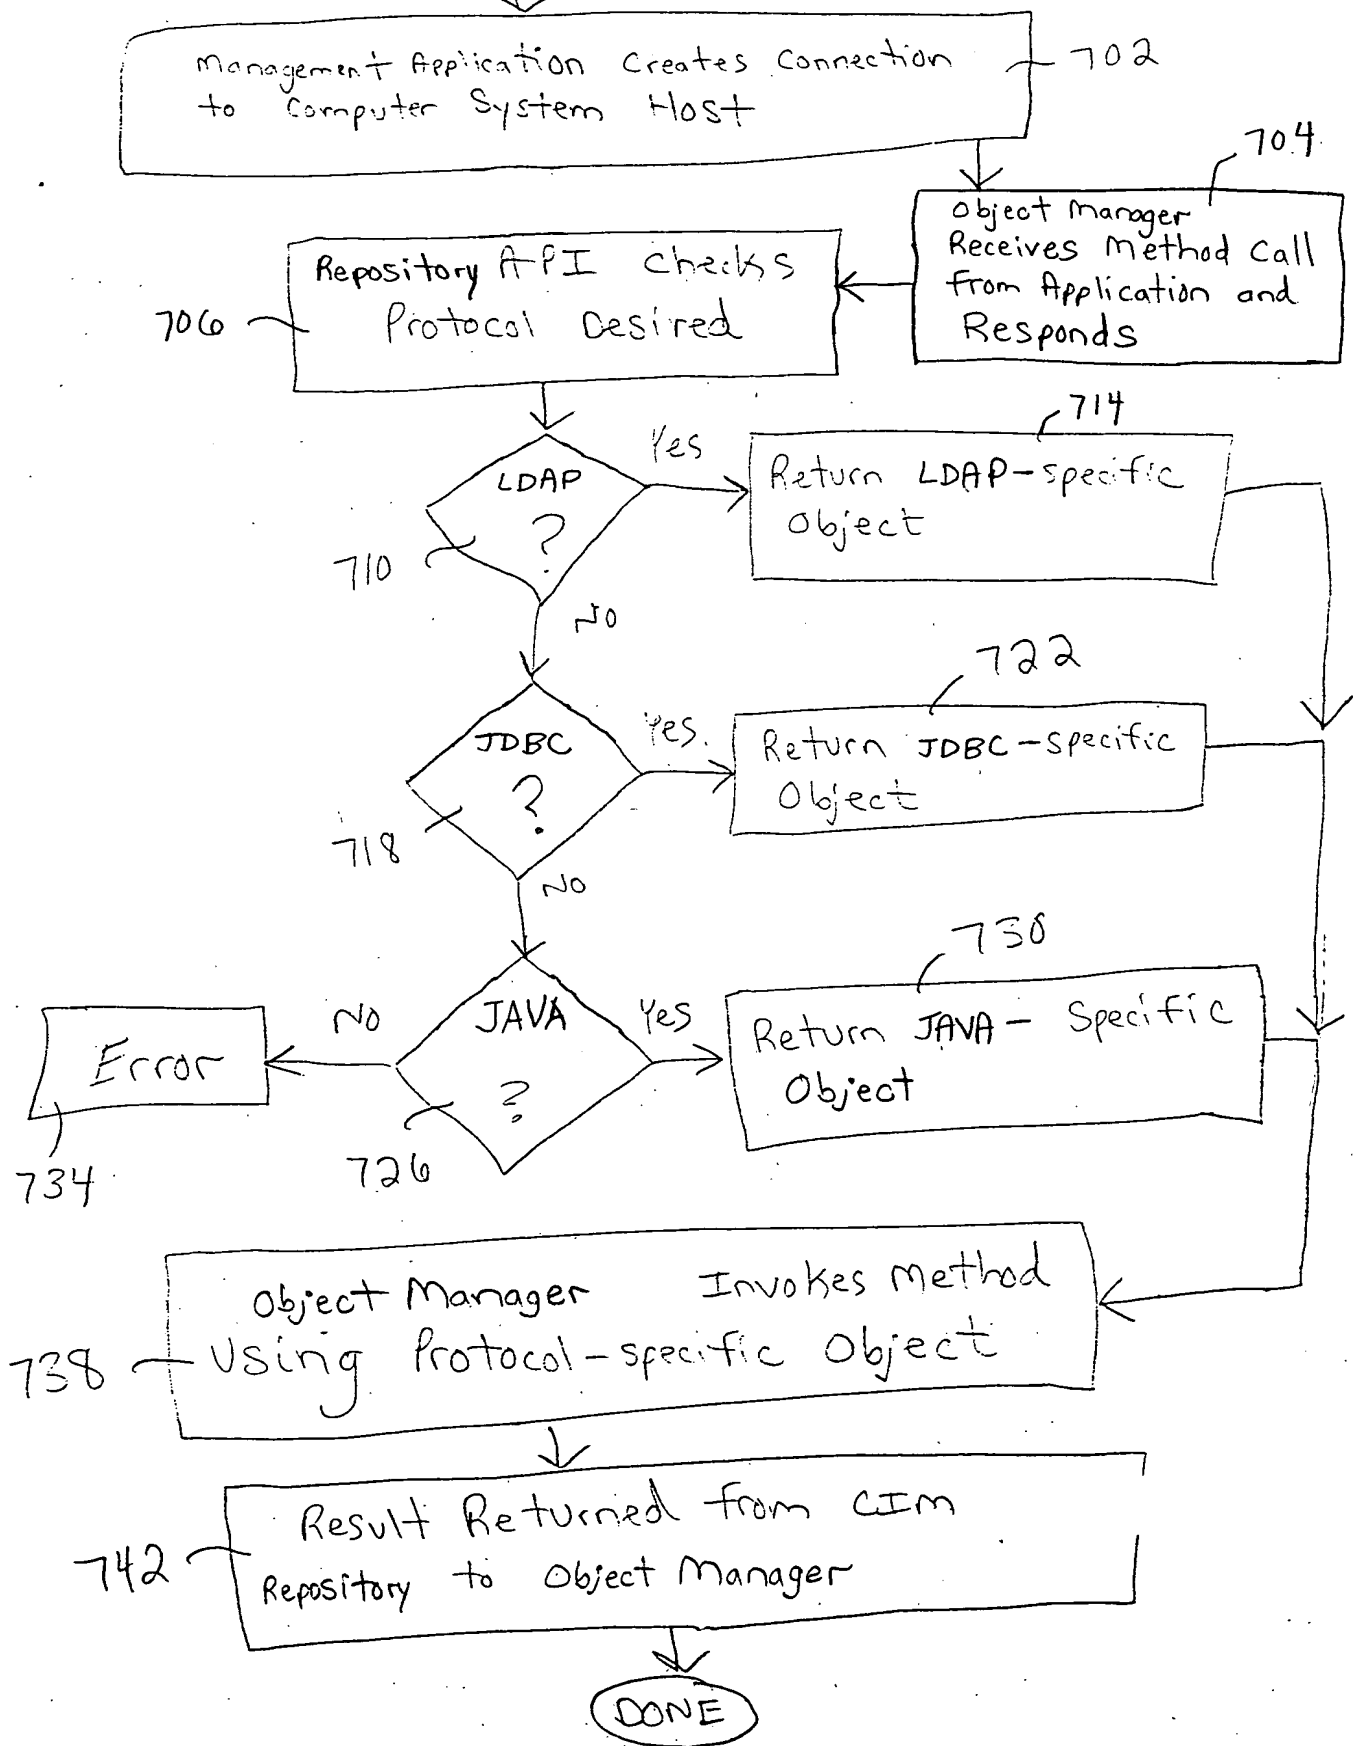 Management Application Creates Connection
to Computer System Host
702
704
Object Manager
Receives Method Call
from Application and
Responds
Repository API Checks
Protocol Desired
706
LDAP
?
710
Yes
714
Return LDAP-specific
Object
NO
JDBC
?
718
Yes.
722
Return JDBC-specific
Object
NO
JAVA
?
726
Yes
730
Return JAVA- Specific
Object
NO
Error
734
Object Manager Invokes Method
Using Protocol-specific Object
738
Result Returned from CIM
Repository to Object Manager
742
DONE